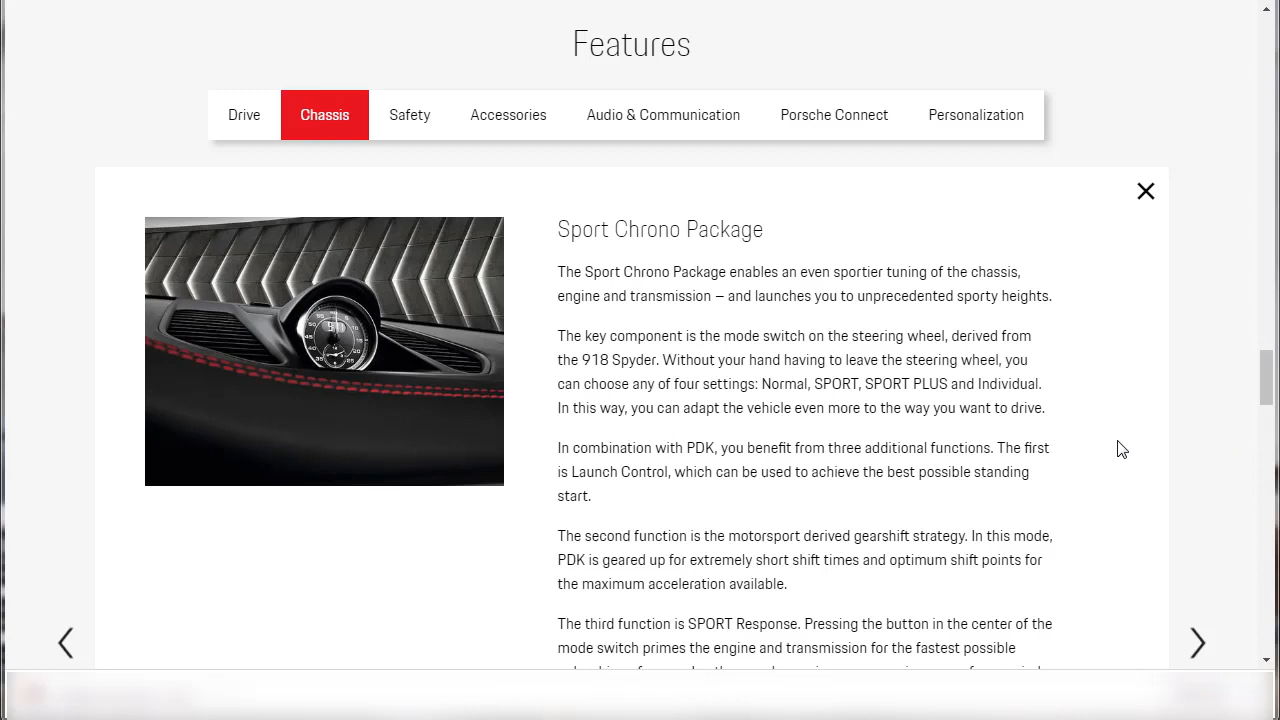 Features
Drive Chassis Safety Accessories Audio & Communication Porsche Connect Personalization
Sport Chrono Package
The Sport Chrono Package enables an even sportier tuning of the chassis,
engine and transmission – and launches you to unprecedented sporty heights.
The key component is the mode switch on the steering wheel, derived from
the 918 Spyder. Without your hand having to leave the steering wheel, you
can choose any of four settings: Normal, SPORT, SPORT PLUS and Individual.
In this way, you can adapt the vehicle even more to the way you want to drive.
In combination with PDK, you benefit from three additional functions. The first
is Launch Control, which can be used to achieve the best possible standing
start.
The second function is the motorsport derived gearshift strategy. In this mode,
PDK is geared up for extremely short shift times and optimum shift points for
the maximum acceleration available.
The third function is SPORT Response. Pressing the button in the center of the
mode switch primes the engine and transmission for the fastest possible